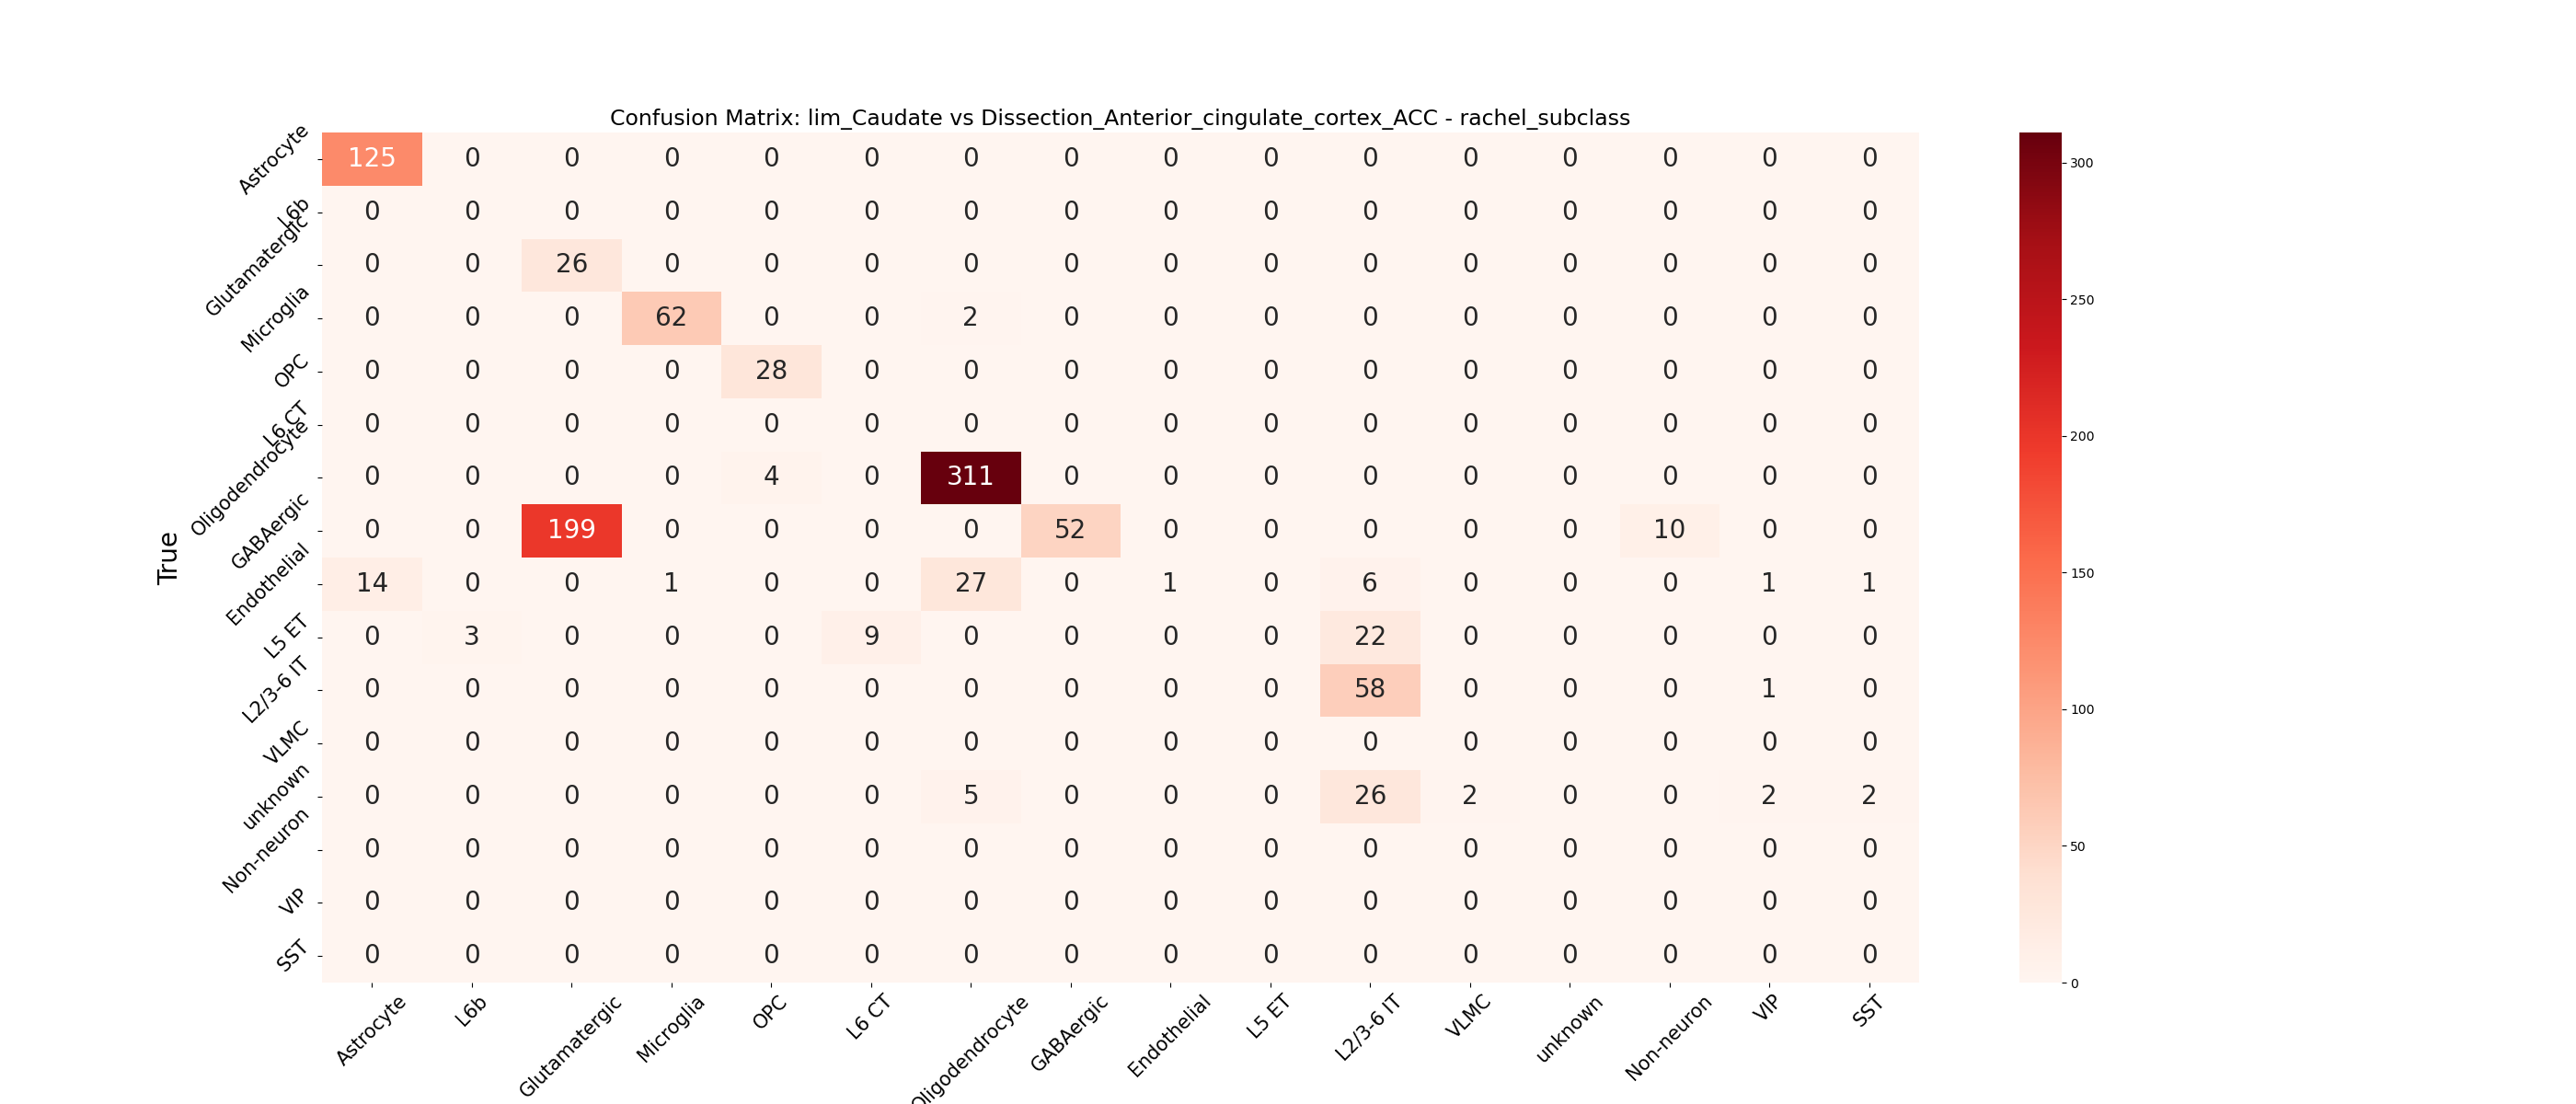 Confusion Matrix: lim_Caudate vs Dissection_Anterior_cingulate_cortex_ACC - rachel_subclass
True
Astrocyte 125 0 0 0 0 0 0 0 0 0 0 0 0 0 0 0
L6b 0 0 0 0 0 0 0 0 0 0 0 0 0 0 0 0
Glutamatergic 0 0 26 0 0 0 0 0 0 0 0 0 0 0 0 0
Microglia 0 0 0 62 0 0 2 0 0 0 0 0 0 0 0 0
OPC 0 0 0 0 28 0 0 0 0 0 0 0 0 0 0 0
L6 CT 0 0 0 0 0 0 0 0 0 0 0 0 0 0 0 0
Oligodendrocyte 0 0 0 0 4 0 311 0 0 0 0 0 0 0 0 0
GABAergic 0 0 199 0 0 0 0 52 0 0 0 0 0 10 0 0
Endothelial 14 0 0 1 0 0 27 0 1 0 6 0 0 0 1 1
L5 ET 0 3 0 0 0 9 0 0 0 0 22 0 0 0 0 0
L2/3-6 IT 0 0 0 0 0 0 0 0 0 0 58 0 0 0 1 0
VLMC 0 0 0 0 0 0 0 0 0 0 0 0 0 0 0 0
unknown 0 0 0 0 0 0 5 0 0 0 26 2 0 0 2 2
Non-neuron 0 0 0 0 0 0 0 0 0 0 0 0 0 0 0 0
VIP 0 0 0 0 0 0 0 0 0 0 0 0 0 0 0 0
SST 0 0 0 0 0 0 0 0 0 0 0 0 0 0 0 0
Astrocyte L6b Glutamatergic Microglia OPC L6 CT Oligodendrocyte GABAergic Endothelial L5 ET L2/3-6 IT VLMC unknown Non-neuron VIP SST
300
250
200
150
100
50
0